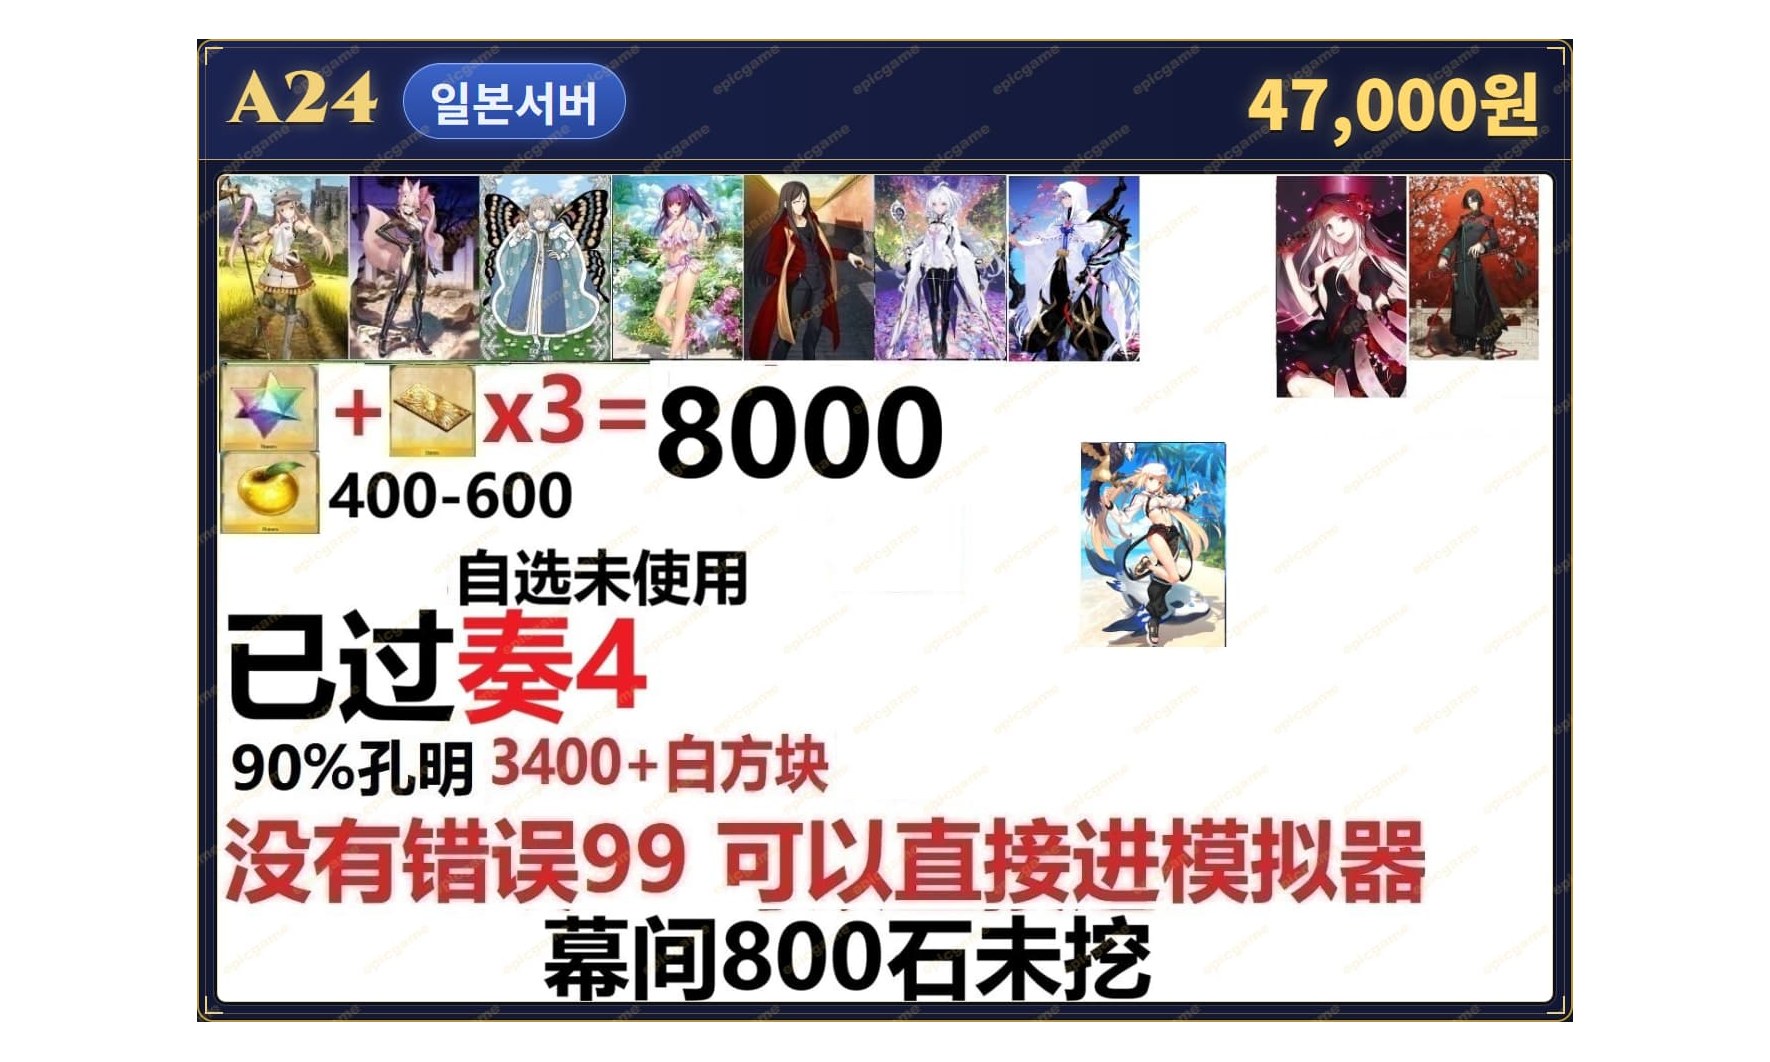 A24 일본서버 47,000원
+ x3= 8000
400-600
自选未使用
已过奏4
90%孔明 3400+白方块
没有错误99 可以直接进模拟器
幕间800石未挖
epicgame